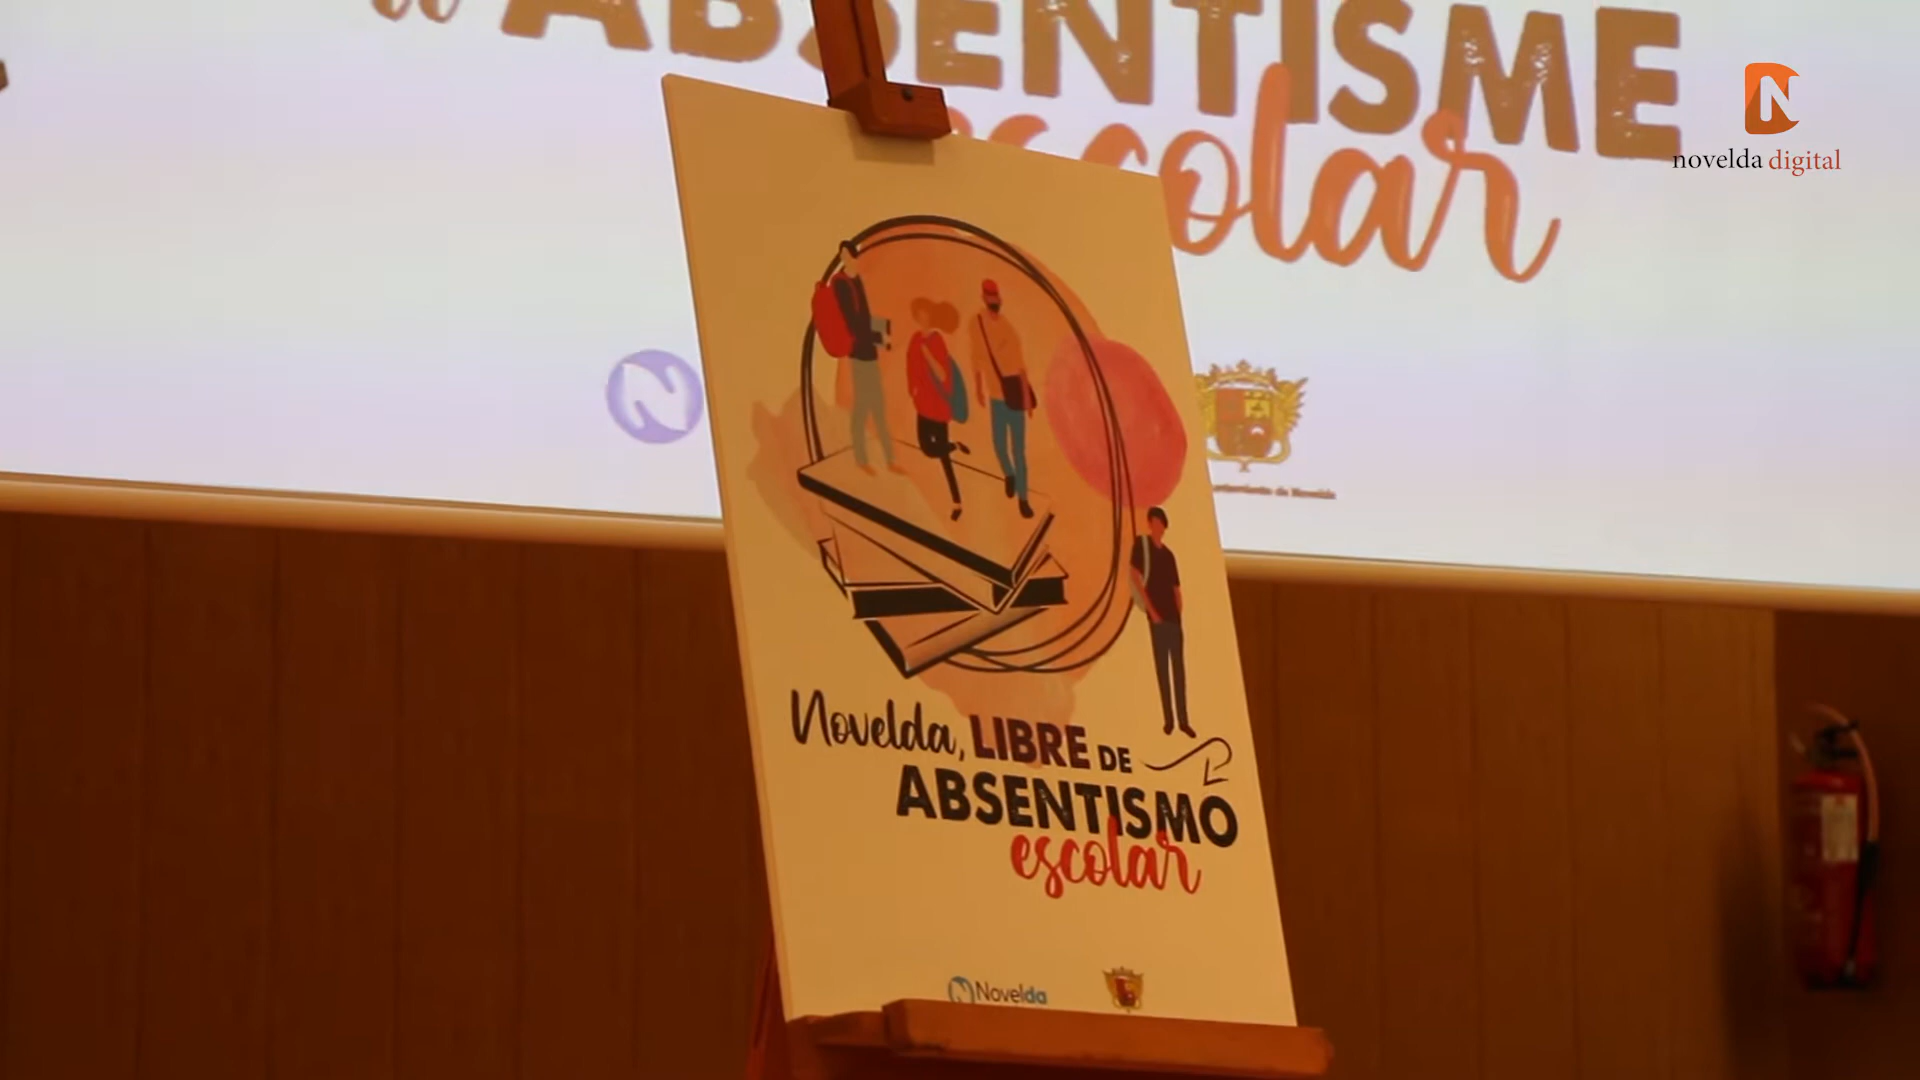 ABSENTISME
escolar
N
novelda digital
Novelda, LIBRE DE
ABSENTISMO
escolar
Novelda